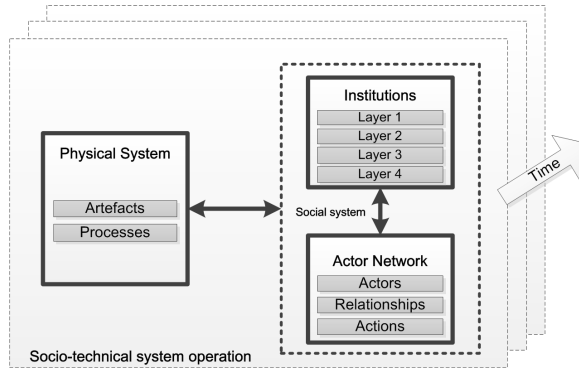 Physical System
Artefacts
Processes
Institutions
Layer 1
Layer 2
Layer 3
Layer 4
Social system
Actor Network
Actors
Relationships
Actions
Time
Socio-technical system operation